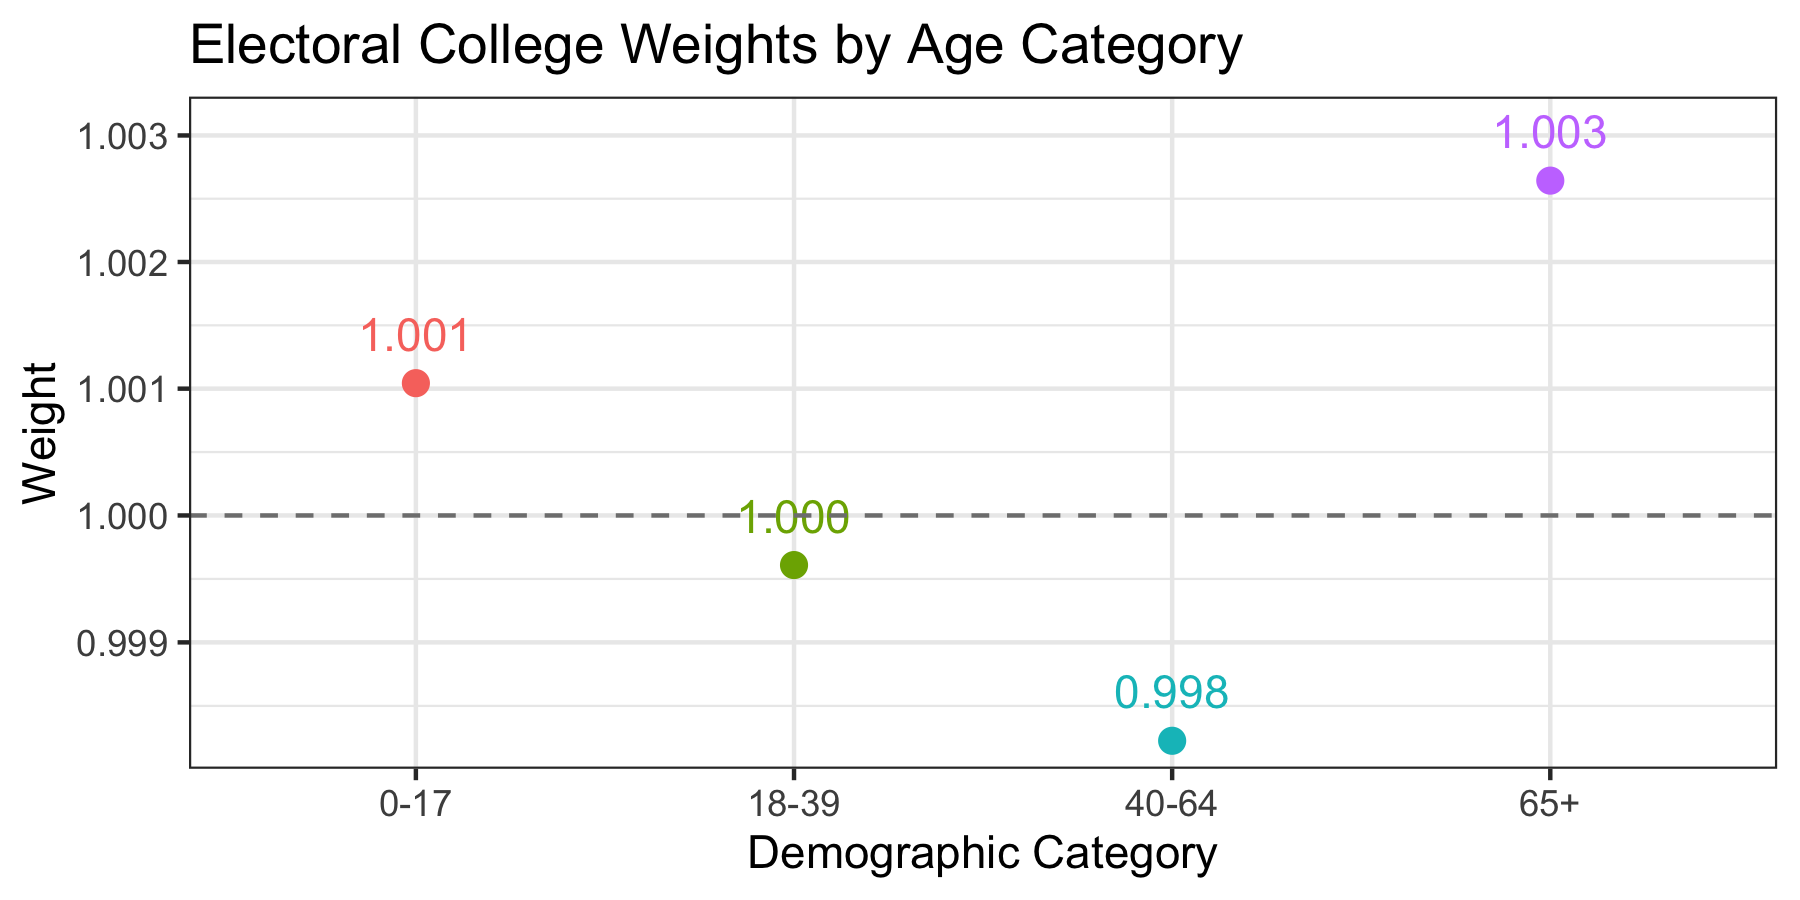 Electoral College Weights by Age Category
1.003
1.003
1.002
1.001
1.001
1.000
1.000
0.999
0.998
Weight
0-17 18-39 40-64 65+
Demographic Category